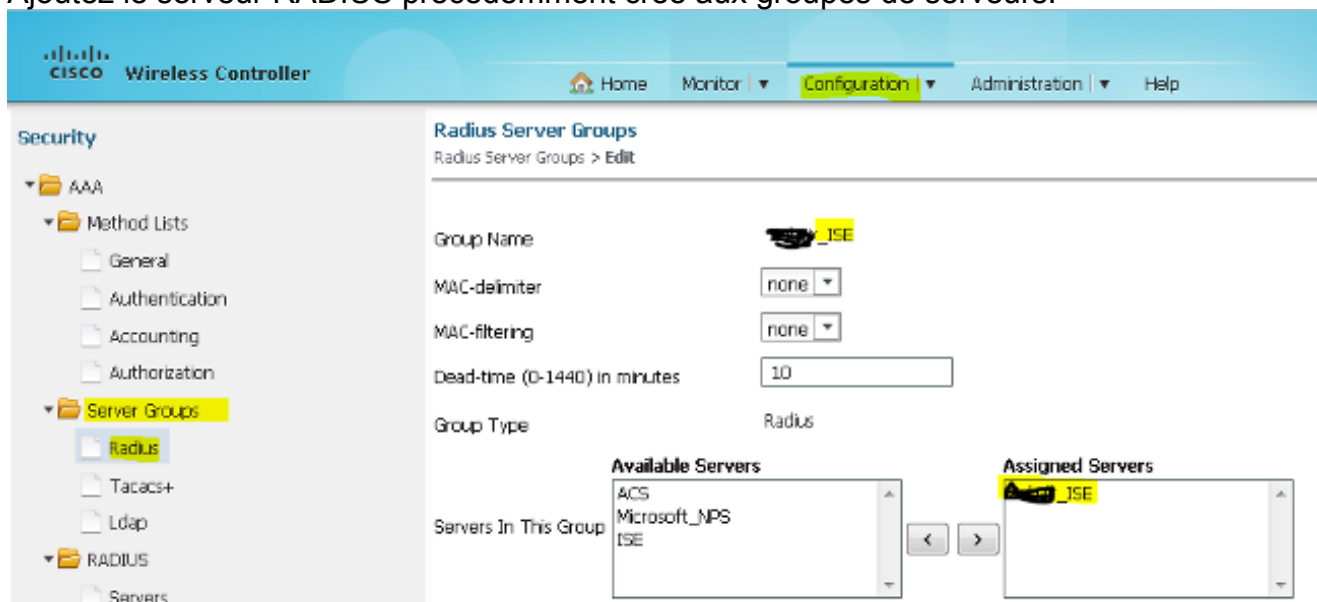 Ajoutez le serveur RADIUS précédemment créé aux groupes de serveurs.
CISCO Wireless Controller
Home Monitor Configuration Administration Help
Security
AAA
Method Lists
General
Authentication
Accounting
Authorization
Server Groups
Radius
Tacacs+
Ldap
RADIUS
Servers
Radius Server Groups
Radius Server Groups > Edit
Group Name _ISE
MAC-delimiter none
MAC-filtering none
Dead-time (0-1440) in minutes 10
Group Type Radius
Available Servers Assigned Servers
Servers In This Group
ACS
Microsoft_NPS
ISE
< >
_ISE